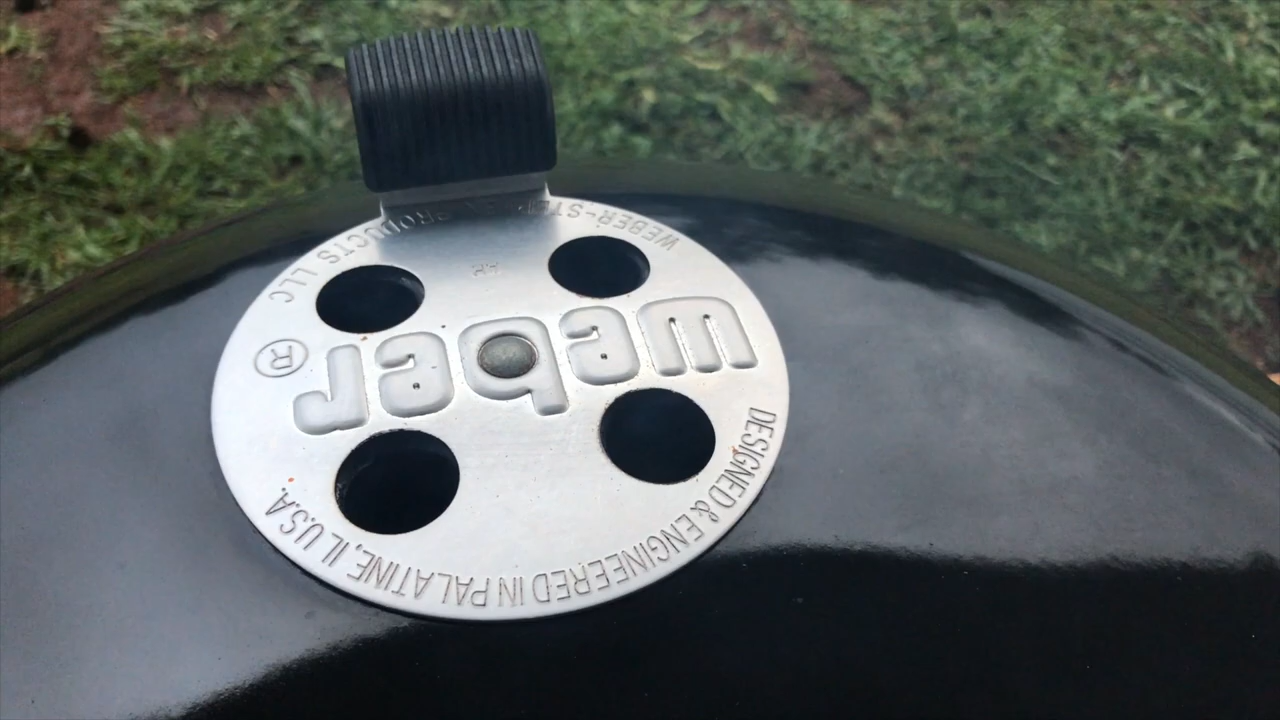 DESIGNED & ENGINEERED IN PALATINE, IL U.S.A.
weber®
PRODUCTS LLC